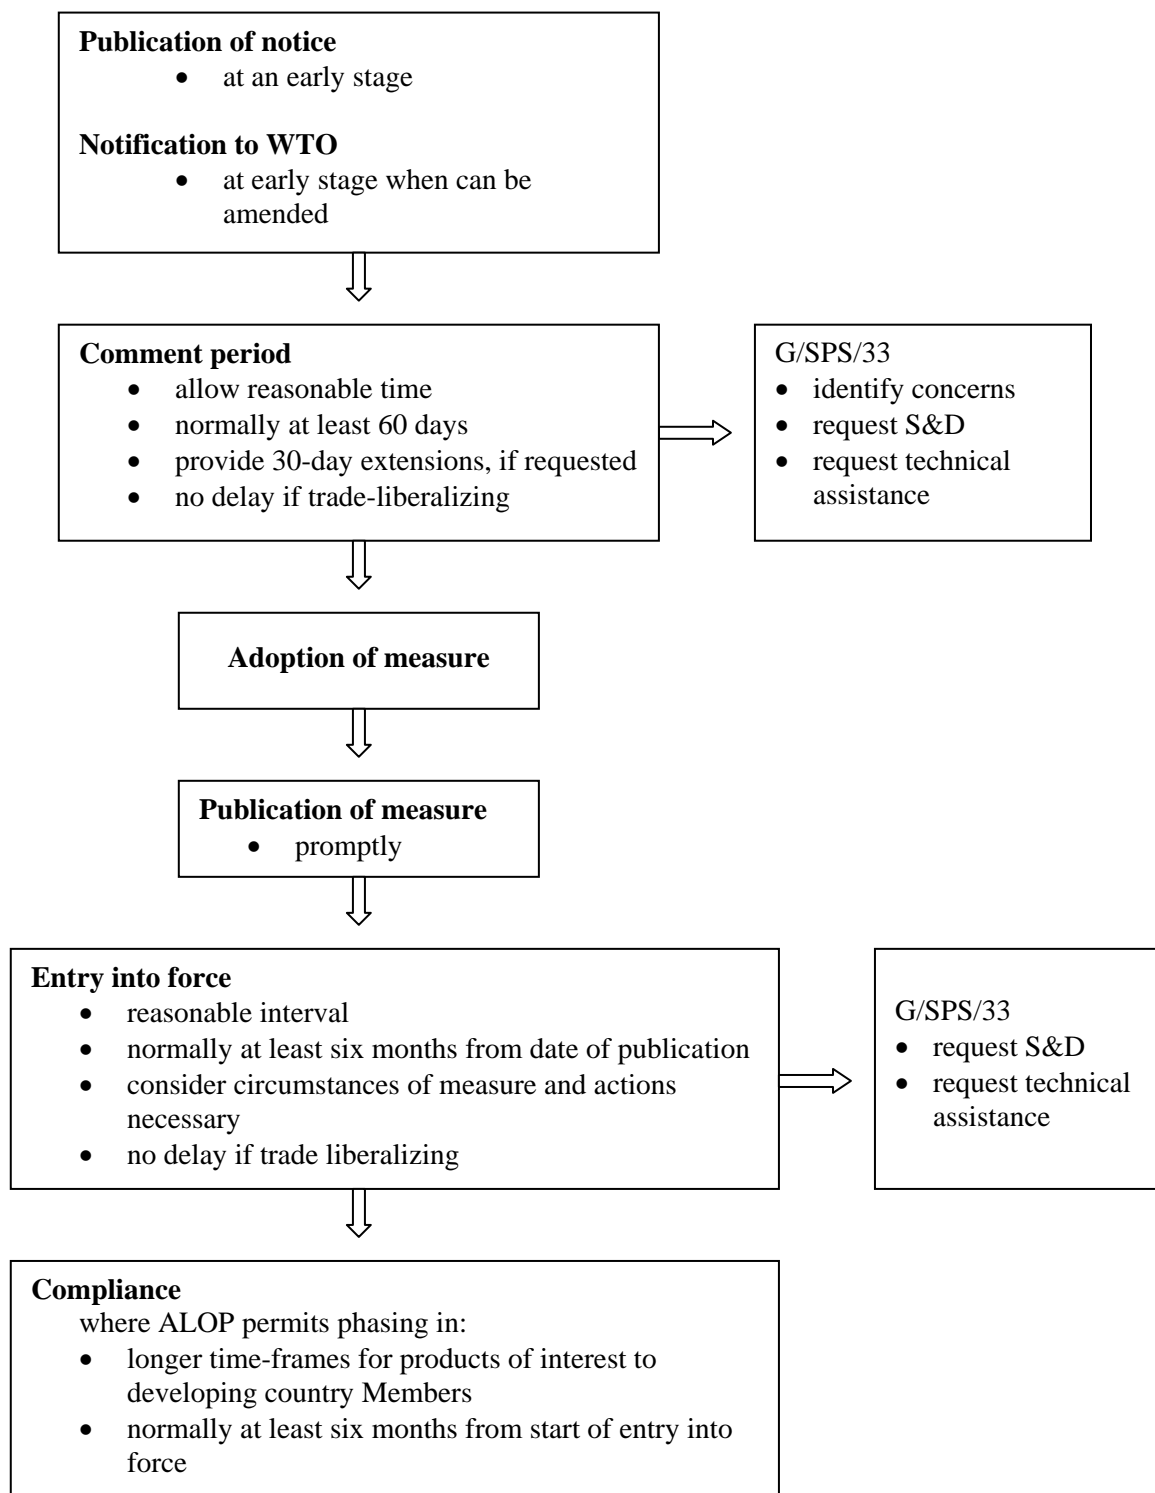 Publication of notice
• at an early stage
Notification to WTO
• at early stage when can be
amended
Comment period
• allow reasonable time
• normally at least 60 days
• provide 30-day extensions, if requested
• no delay if trade-liberalizing
G/SPS/33
• identify concerns
• request S&D
• request technical
assistance
Adoption of measure
Publication of measure
• promptly
Entry into force
• reasonable interval
• normally at least six months from date of publication
• consider circumstances of measure and actions
necessary
• no delay if trade liberalizing
G/SPS/33
• request S&D
• request technical
assistance
Compliance
where ALOP permits phasing in:
• longer time-frames for products of interest to
developing country Members
• normally at least six months from start of entry into
force